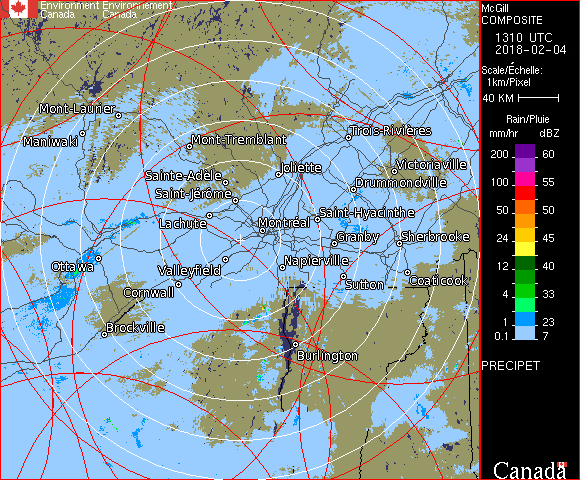 Environment Environnement
Canada Canada
Mont-Laurier
Maniwaki
Mont-Tremblant
Trois-Rivières
Joliette
Victoriaville
Sainte-Adèle
Drummondville
Saint-Jérôme
Saint-Hyacinthe
Lachute
Montréal
Granby
Sherbrooke
Ottawa
Valleyfield
Napierville
Cornwall
Sutton
Coaticook
Brockville
Burlington
McGill
COMPOSITE
1310 UTC
2018-02-04
Scale/Échelle:
1km/Pixel
40 KM
Rain/Pluie
mm/hr dBZ
200 60
100 55
50 50
24 45
12 40
4 33
1 23
0.1 7
PRECIPET
Canada